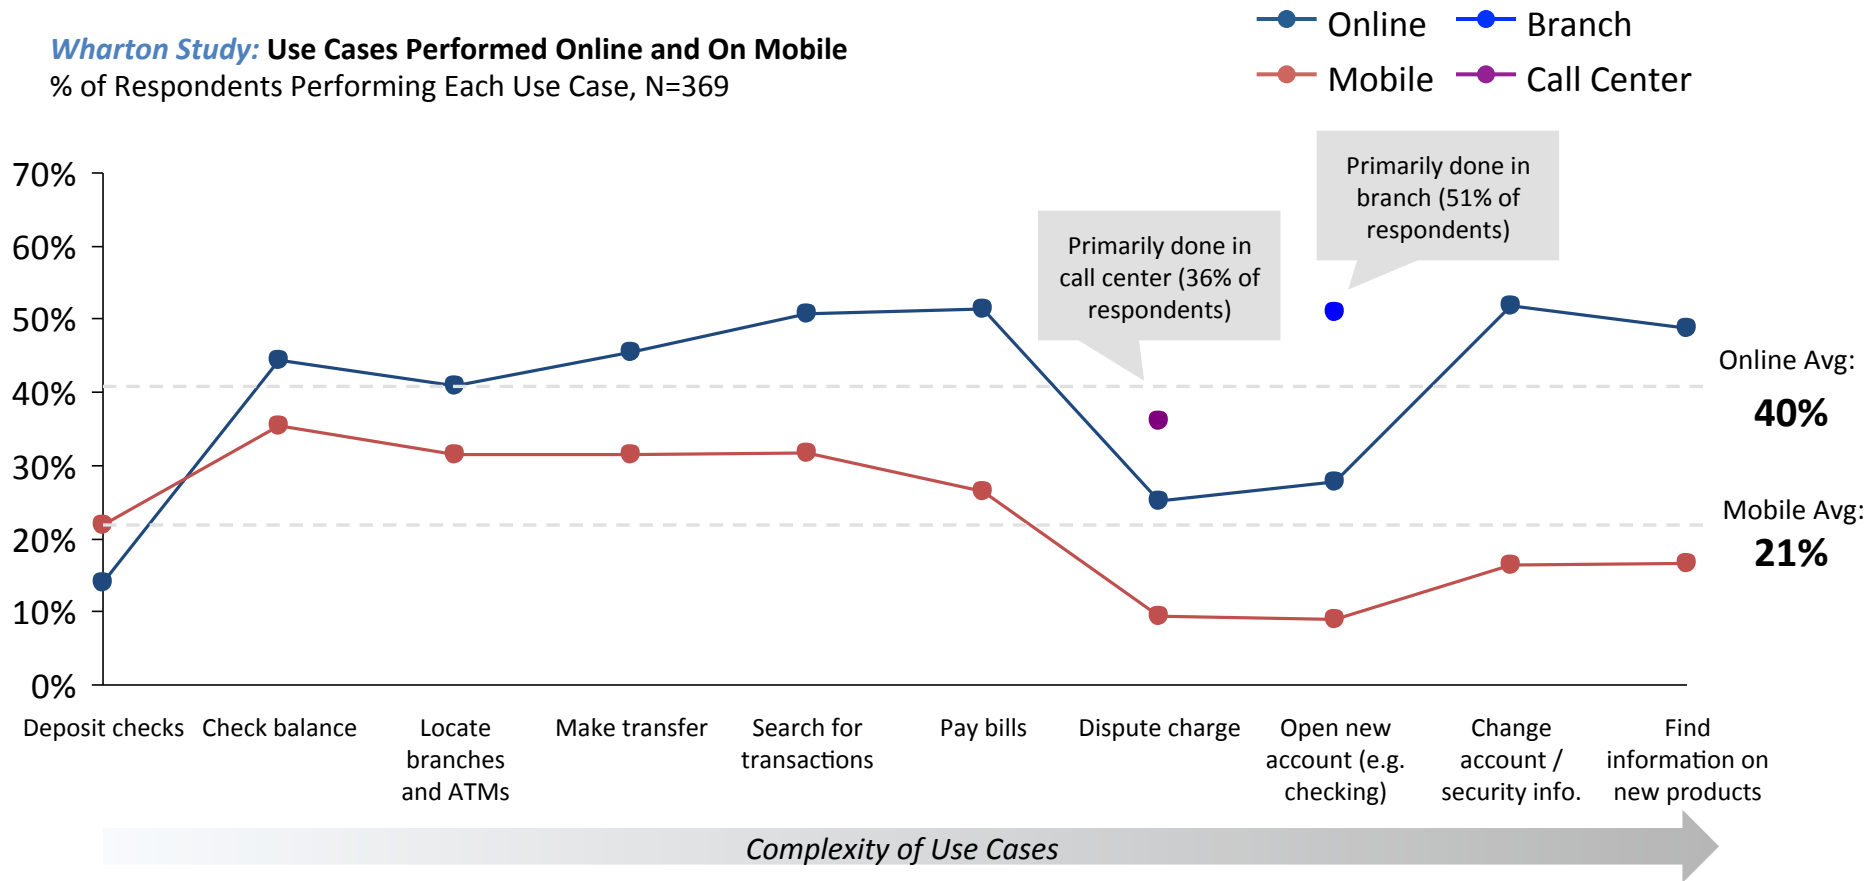 Wharton Study: Use Cases Performed Online and On Mobile
% of Respondents Performing Each Use Case, N=369
Online
Branch
Mobile
Call Center
Primarily done in
branch (51% of
respondents)
Primarily done in
call center (36% of
respondents)
70%
60%
50%
40%
30%
20%
10%
0%
Online Avg:
40%
Mobile Avg:
21%
Deposit checks
Check balance
Locate
branches
and ATMs
Make transfer
Search for
transactions
Pay bills
Dispute charge
Open new
account (e.g.
checking)
Change
account /
security info.
Find
information on
new products
Complexity of Use Cases